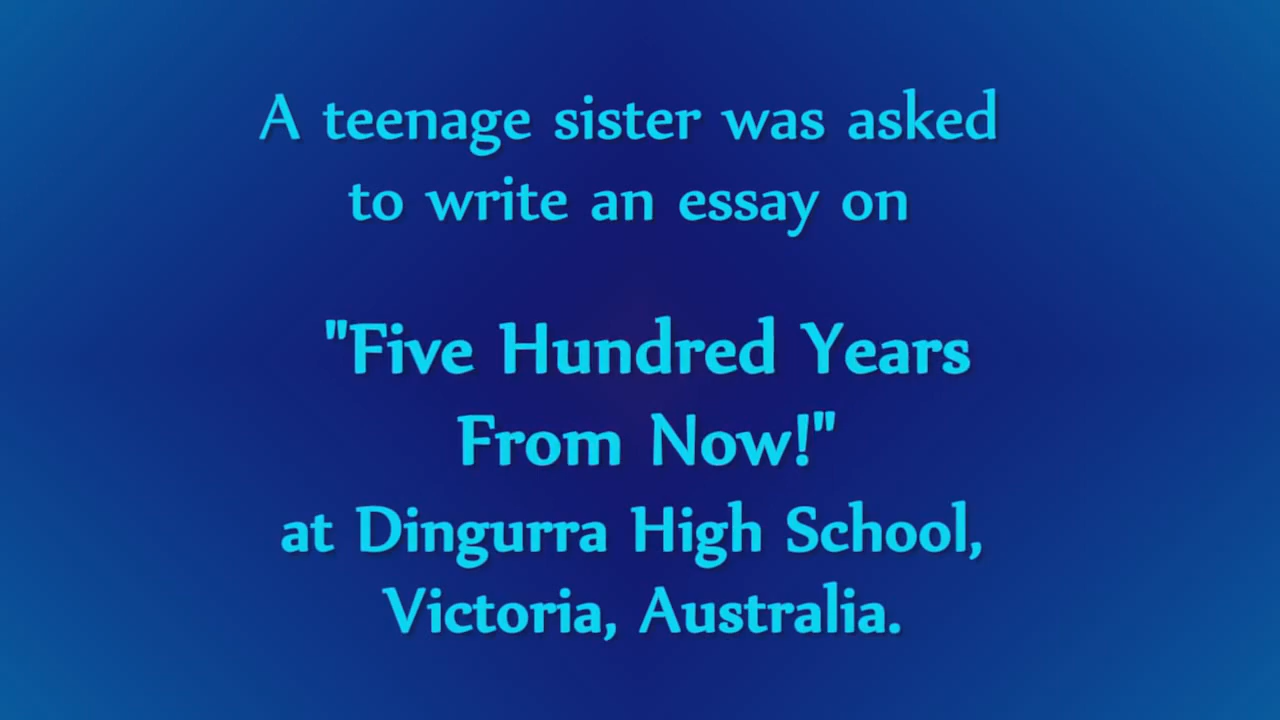 A teenage sister was asked
to write an essay on
"Five Hundred Years
From Now!"
at Dingurra High School,
Victoria, Australia.